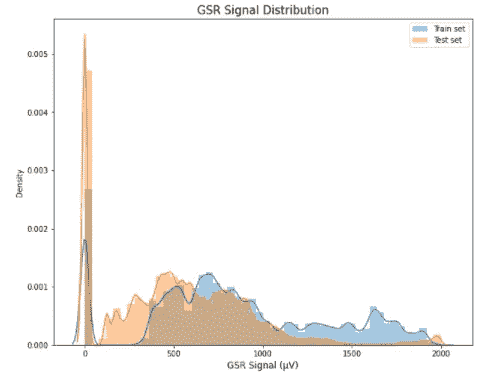 GSR Signal Distribution
Train set
Test set
0.005
0.004
0.003
0.002
0.001
0.000
Density
0
500
1000
1500
2000
GSR Signal (μV)